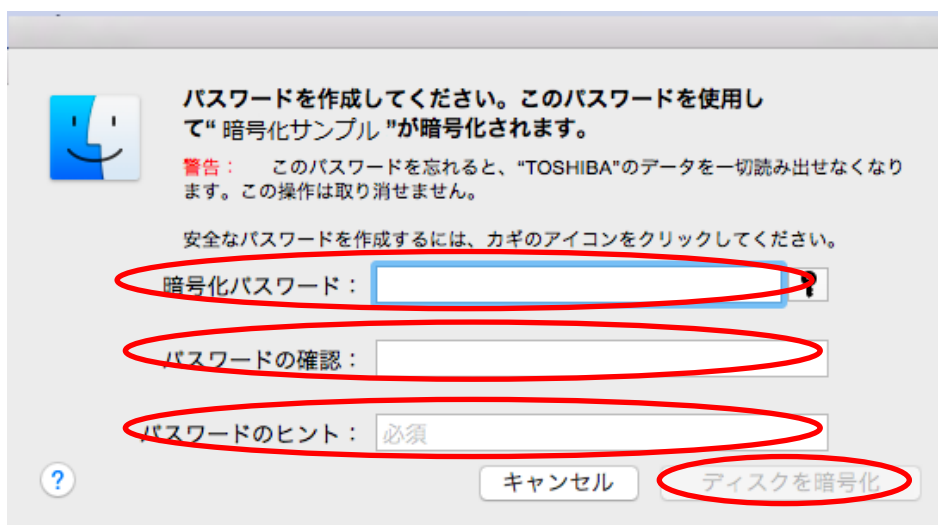 パスワードを作成してください。このパスワードを使用し
て“ 暗号化サンプル ”が暗号化されます。
警告： このパスワードを忘れると、“TOSHIBA”のデータを一切読み出せなくなり
ます。この操作は取り消せません。
安全なパスワードを作成するには、カギのアイコンをクリックしてください。
暗号化パスワード：
パスワードの確認：
パスワードのヒント： 必須
? キャンセル ディスクを暗号化